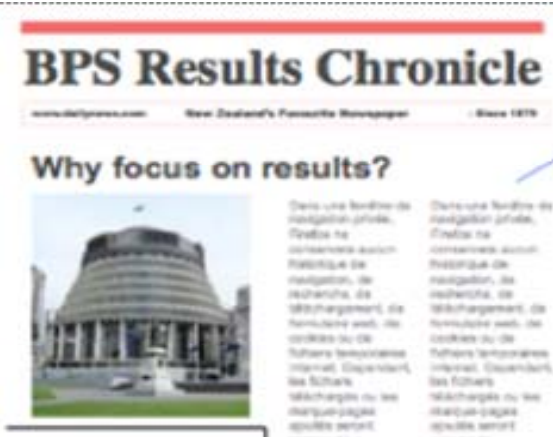 BPS Results Chronicle
www.dailynews.com New Zealand's Favourite Newspaper - Since 1879
Why focus on results?
Dans une fenêtre de
navigation privée,
Firefox ne
conservera aucun
historique de
navigation, de
recherche, de
téléchargement, de
formulaire web, de
cookies ou de
fichiers temporaires
internet. Cependant,
les fichiers
téléchargés ou les
marque-pages
ajoutés seront
Dans une fenêtre de
navigation privée,
Firefox ne
conservera aucun
historique de
navigation, de
recherche, de
téléchargement, de
formulaire web, de
cookies ou de
fichiers temporaires
internet. Cependant,
les fichiers
téléchargés ou les
marque-pages
ajoutés seront